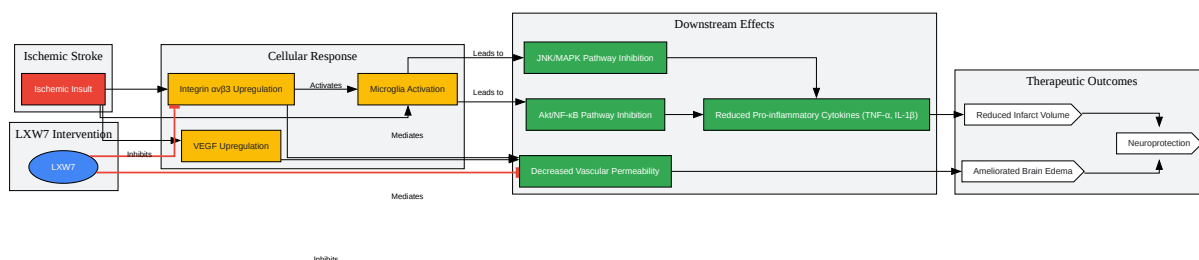 Downstream Effects
Ischemic Stroke
Cellular Response
Leads to
JNK/MAPK Pathway Inhibition
Therapeutic Outcomes
Ischemic Insult
Integrin αvβ3 Upregulation
Activates
Microglia Activation
Leads to
Akt/NF-κB Pathway Inhibition
Reduced Pro-inflammatory Cytokines (TNF-α, IL-1β)
Reduced Infarct Volume
LXW7 Intervention
Mediates
VEGF Upregulation
Neuroprotection
Inhibits
LXW7
Decreased Vascular Permeability
Ameliorated Brain Edema
Mediates
Inhibits